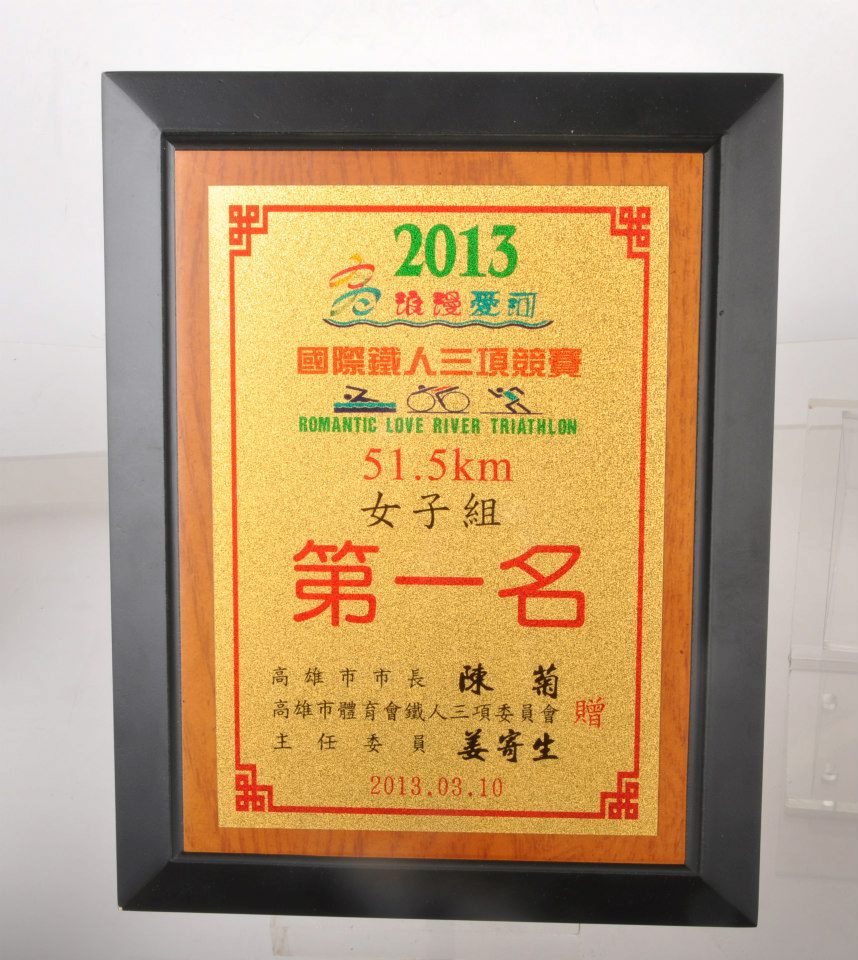 2013
浪漫愛河
國際鐵人三項競賽
ROMANTIC LOVE RIVER TRIATHLON
51.5km
女子組
第一名
高雄市市長 陳菊
高雄市體育會鐵人三項委員會 贈
主任委員 姜寄生
2013.03.10